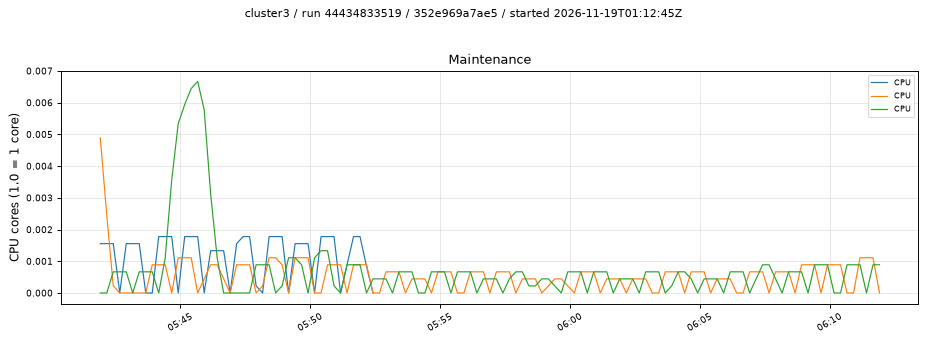 cluster3 / run 44434833519 / 352e969a7ae5 / started 2026-11-19T01:12:45Z
Maintenance
CPU cores (1.0 = 1 core)
0.007
0.006
0.005
0.004
0.003
0.002
0.001
0.000
CPU
CPU
CPU
05:45
05:50
05:55
06:00
06:05
06:10